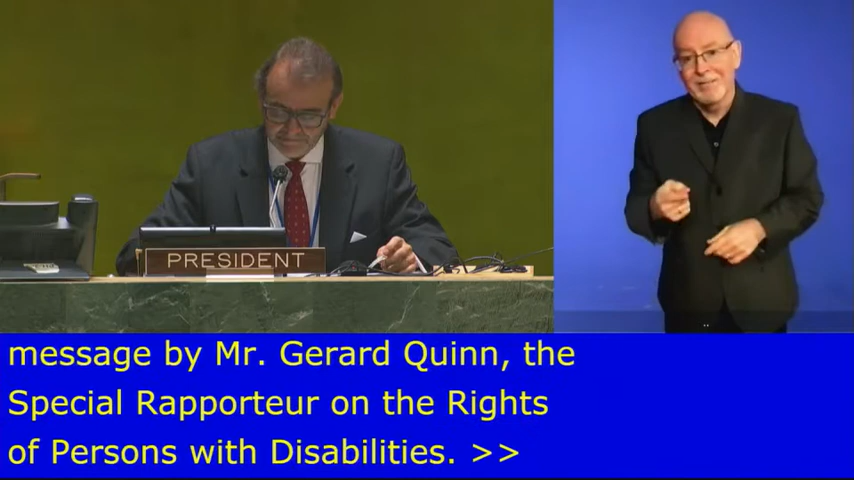 PRESIDENT
message by Mr. Gerard Quinn, the
Special Rapporteur on the Rights
of Persons with Disabilities. >>